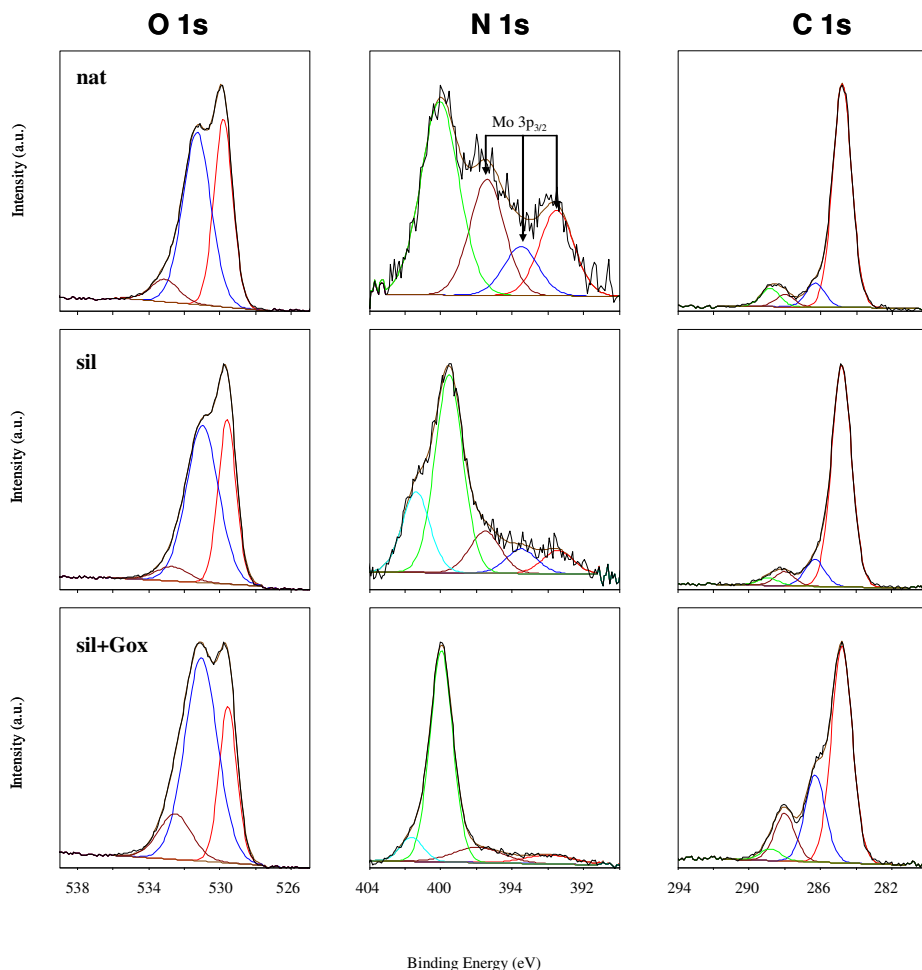 O 1s N 1s C 1s
nat
Mo 3p3/2
Intensity (a.u.)
sil
Intensity (a.u.)
sil+Gox
Intensity (a.u.)
538 534 530 526 404 400 394 392 294 290 286 282
Binding Energy (eV)